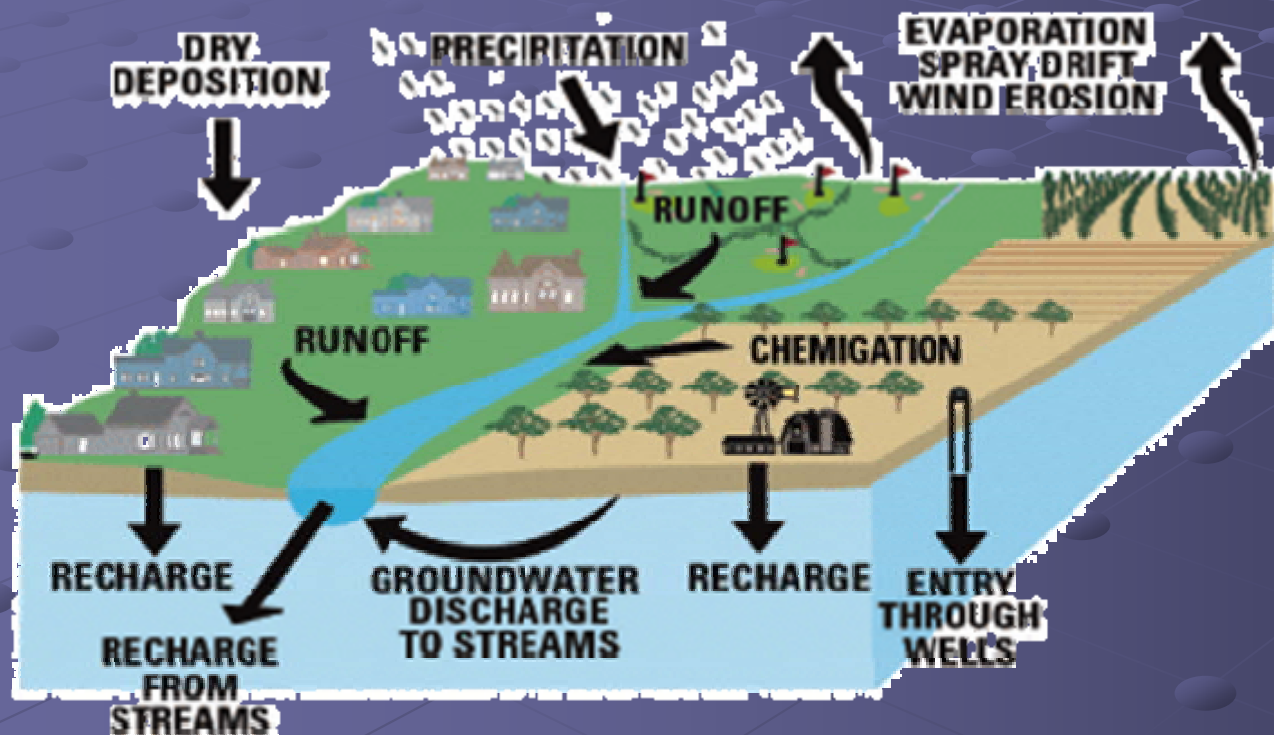 DRY
DEPOSITION
PRECIPITATION
EVAPORATION
SPRAY DRIFT
WIND EROSION
RUNOFF
RUNOFF
CHEMIGATION
RECHARGE
RECHARGE
FROM
STREAMS
GROUNDWATER
DISCHARGE
TO STREAMS
RECHARGE
ENTRY
THROUGH
WELLS